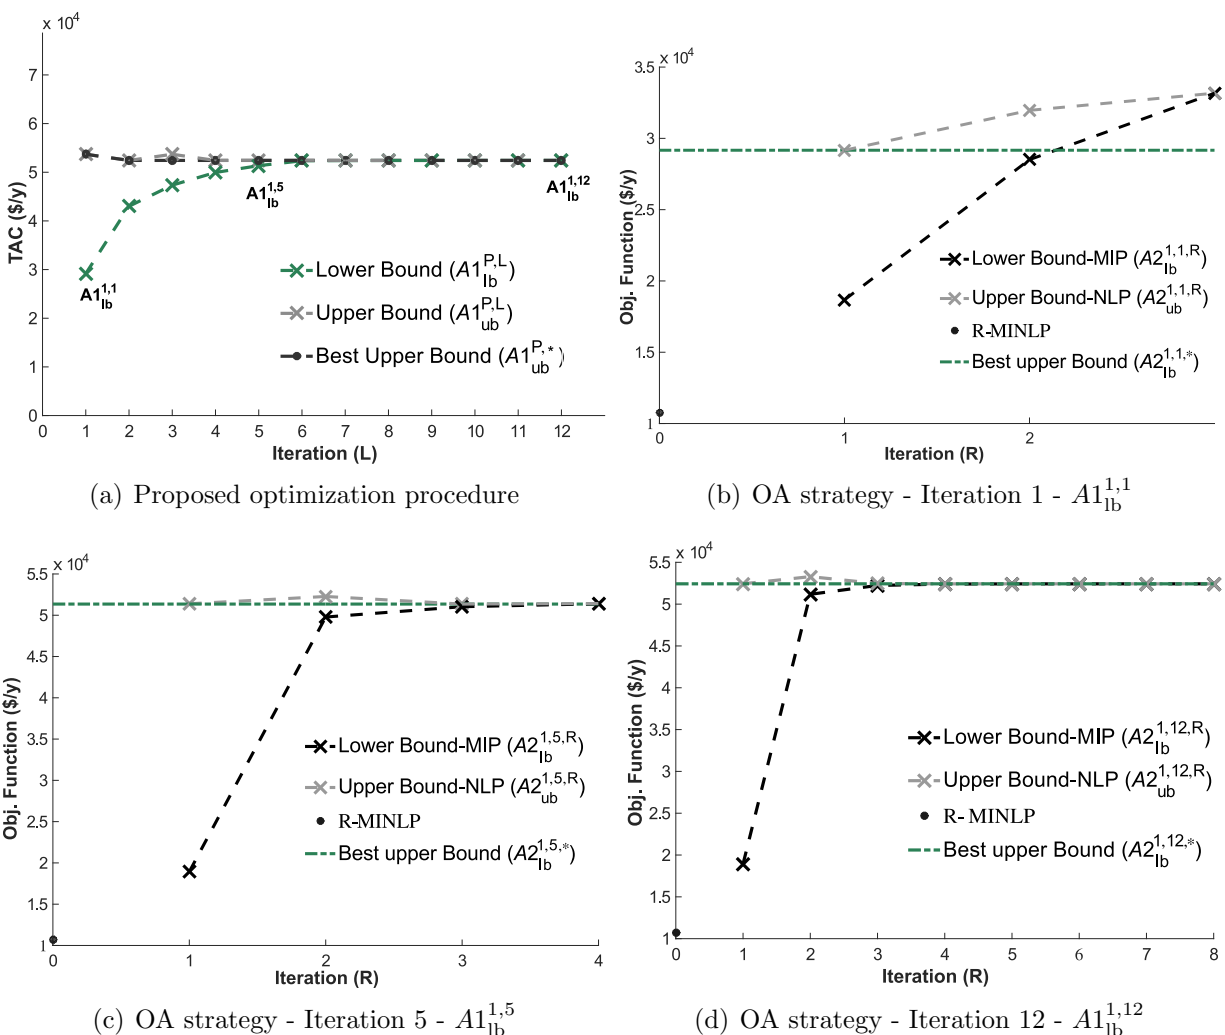 × 10⁴
7
6
5
4
3
2
1
0
TAC ($/y)
A1 1,1 lb
A1 1,5 lb
A1 1,12 lb
Lower Bound (A1 P,L lb)
Upper Bound (A1 P,L ub)
Best Upper Bound (A1 P,* ub)
0 1 2 3 4 5 6 7 8 9 10 11 12
Iteration (L)
(a) Proposed optimization procedure
× 10⁴
3.5
3
2.5
2
1.5
1
Obj. Function ($/y)
Lower Bound-MIP (A2 1,1,R lb)
Upper Bound-NLP (A2 1,1,R ub)
R-MINLP
Best upper Bound (A2 1,1,* lb)
0 1 2
Iteration (R)
(b) OA strategy - Iteration 1 - A1 1,1 lb
× 10⁴
5.5
5
4.5
4
3.5
3
2.5
2
1.5
1
Obj. Function ($/y)
Lower Bound-MIP (A2 1,5,R lb)
Upper Bound-NLP (A2 1,5,R ub)
R-MINLP
Best upper Bound (A2 1,5,* lb)
0 1 2 3 4
Iteration (R)
(c) OA strategy - Iteration 5 - A1 1,5 lb
× 10⁴
5.5
5
4.5
4
3.5
3
2.5
2
1.5
1
Obj. Function ($/y)
Lower Bound-MIP (A2 1,12,R lb)
Upper Bound-NLP (A2 1,12,R ub)
R- MINLP
Best upper Bound (A2 1,12,* lb)
0 1 2 3 4 5 6 7 8
Iteration (R)
(d) OA strategy - Iteration 12 - A1 1,12 lb